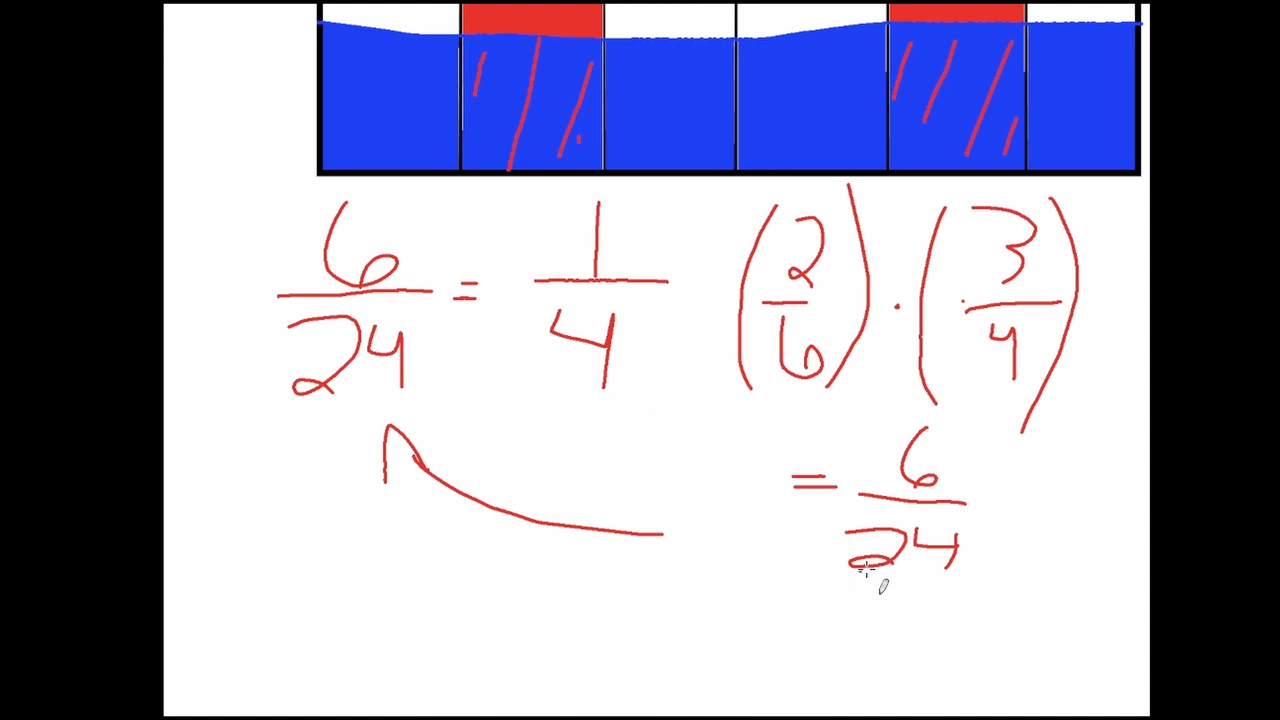 6/24 = 1/4 (2/6) · (3/4)
= 6/24